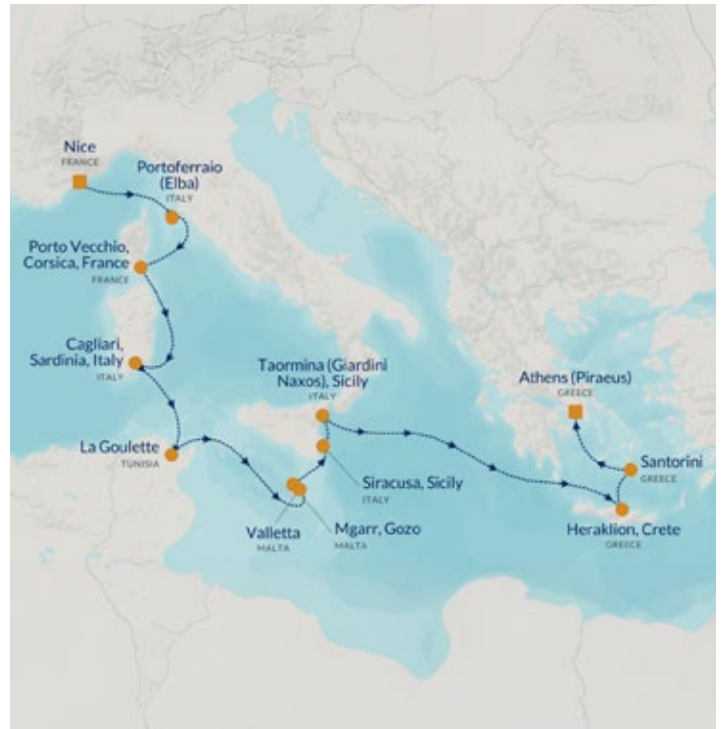 Nice
FRANCE
Portoferraio
(Elba)
ITALY
Porto Vecchio,
Corsica, France
FRANCE
Cagliari,
Sardinia, Italy
ITALY
La Goulette
TUNISIA
Valletta
MALTA
Mgarr, Gozo
MALTA
Siracusa, Sicily
ITALY
Taormina (Giardini
Naxos), Sicily
ITALY
Heraklion, Crete
GREECE
Santorini
GREECE
Athens (Piraeus)
GREECE